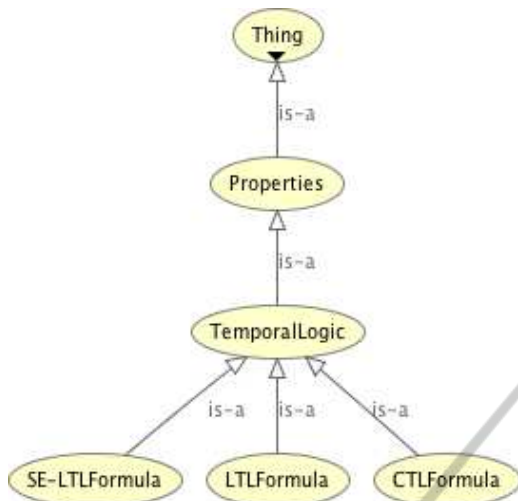 Thing
is-a
Properties
is-a
TemporalLogic
is-a is-a is-a
SE-LTLFormula LTLFormula CTLFormula